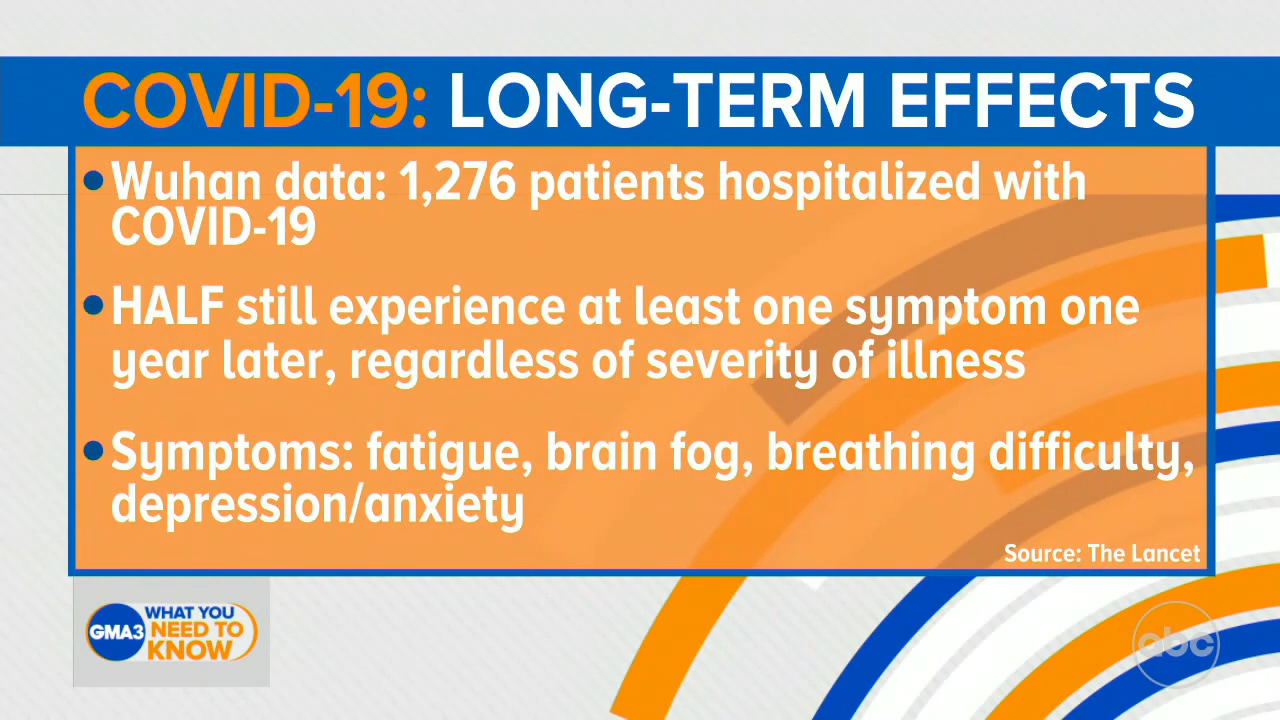 COVID-19: LONG-TERM EFFECTS
• Wuhan data: 1,276 patients hospitalized with
COVID-19
• HALF still experience at least one symptom one
year later, regardless of severity of illness
• Symptoms: fatigue, brain fog, breathing difficulty,
depression/anxiety
Source: The Lancet
GMA3
WHAT YOU
NEED TO
KNOW
abc